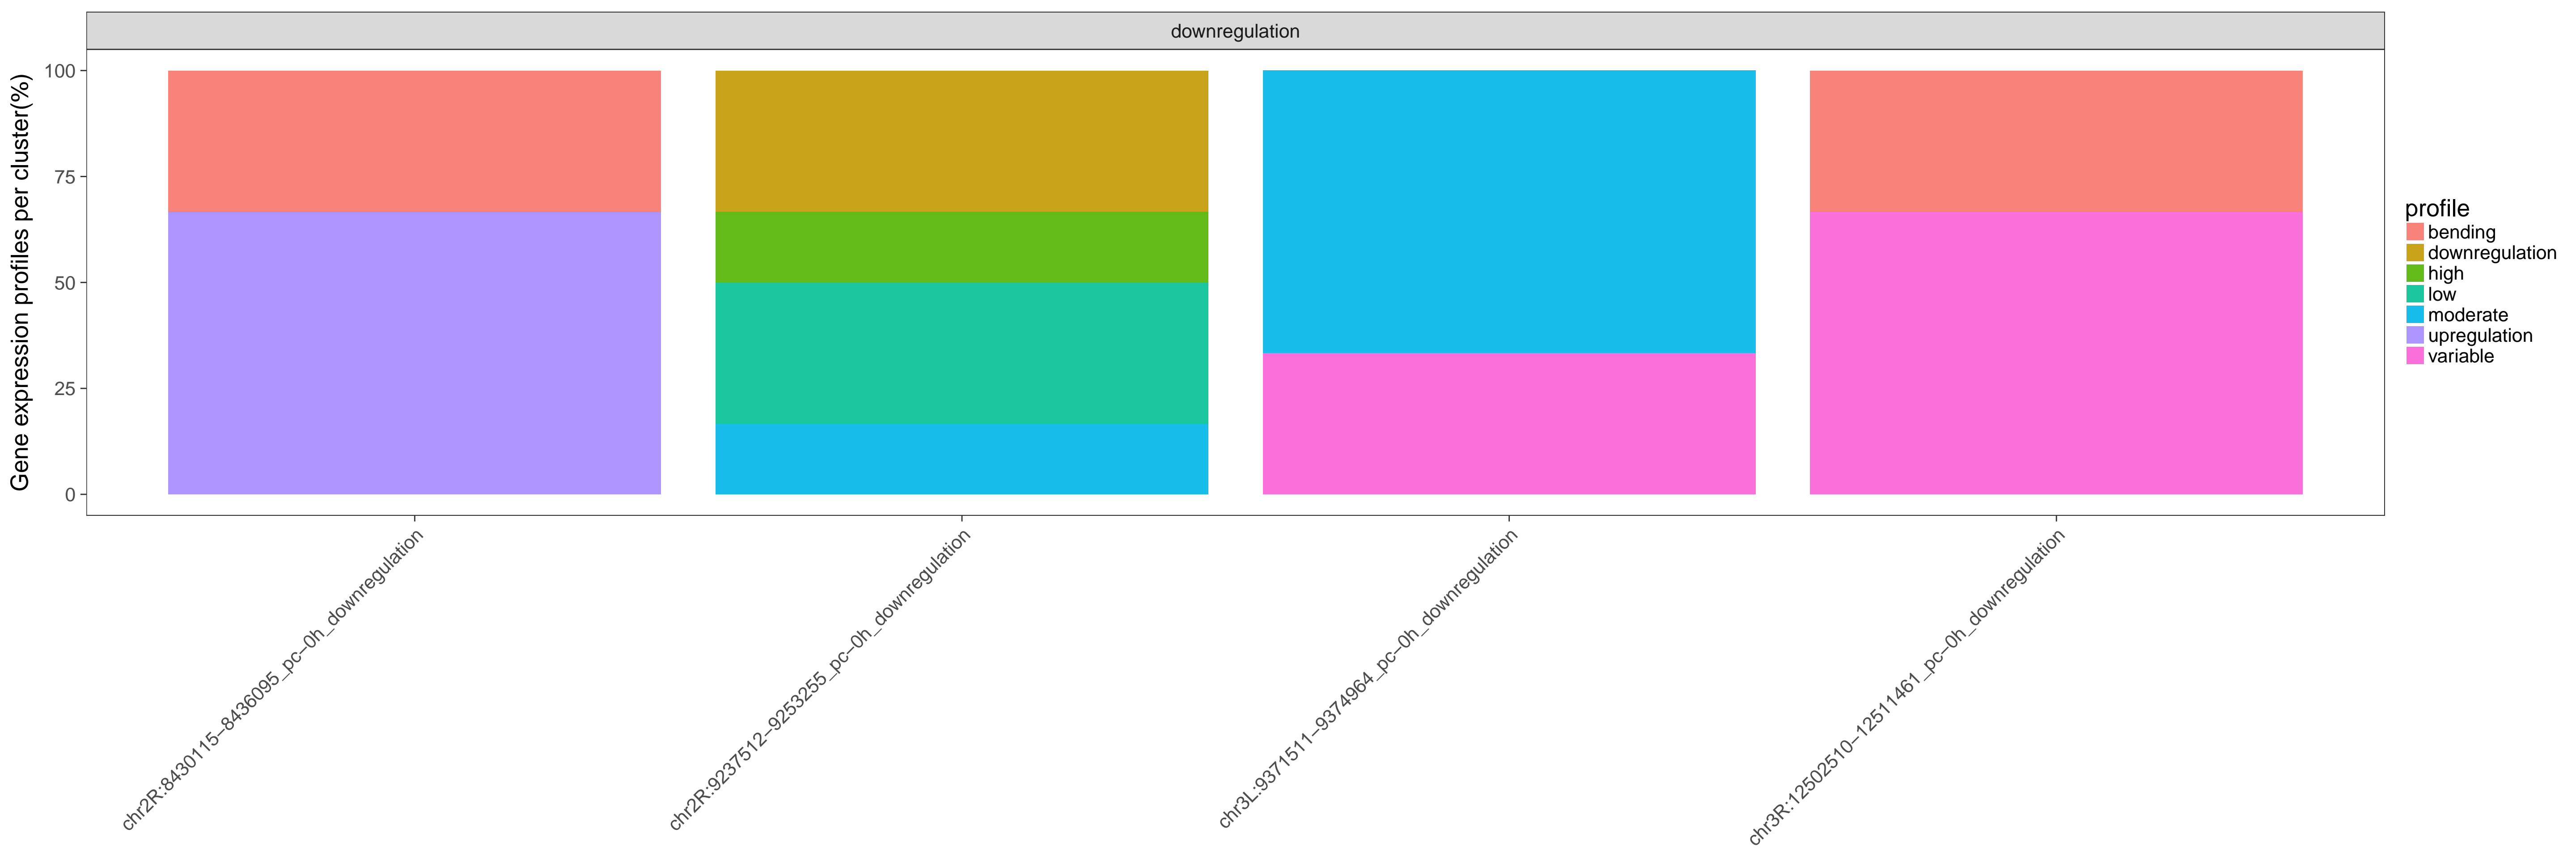 downregulation
Gene expression profiles per cluster(%)
100
75
50
25
0
chr2R:8430115−8436095_pc−0h_downregulation
chr2R:9237512−9253255_pc−0h_downregulation
chr3L:9371511−9374964_pc−0h_downregulation
chr3R:12502510−12511461_pc−0h_downregulation
profile
bending
downregulation
high
low
moderate
upregulation
variable